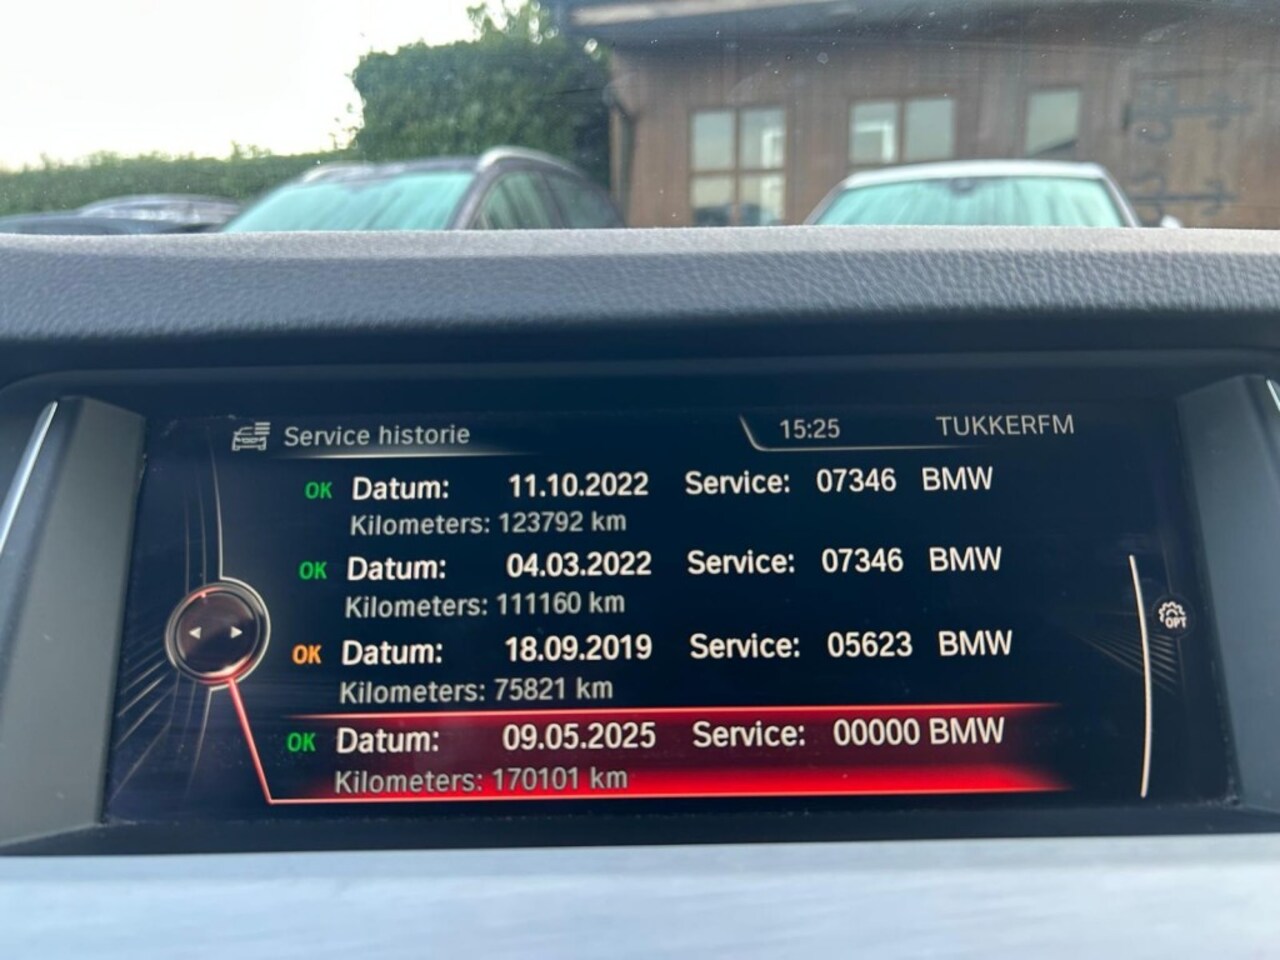 Service historie 15:25 TUKKERFM
OK Datum: 11.10.2022 Service: 07346 BMW
Kilometers: 123792 km
OK Datum: 04.03.2022 Service: 07346 BMW
Kilometers: 111160 km
OK Datum: 18.09.2019 Service: 05623 BMW
Kilometers: 75821 km
OK Datum: 09.05.2025 Service: 00000 BMW
Kilometers: 170101 km
OPT